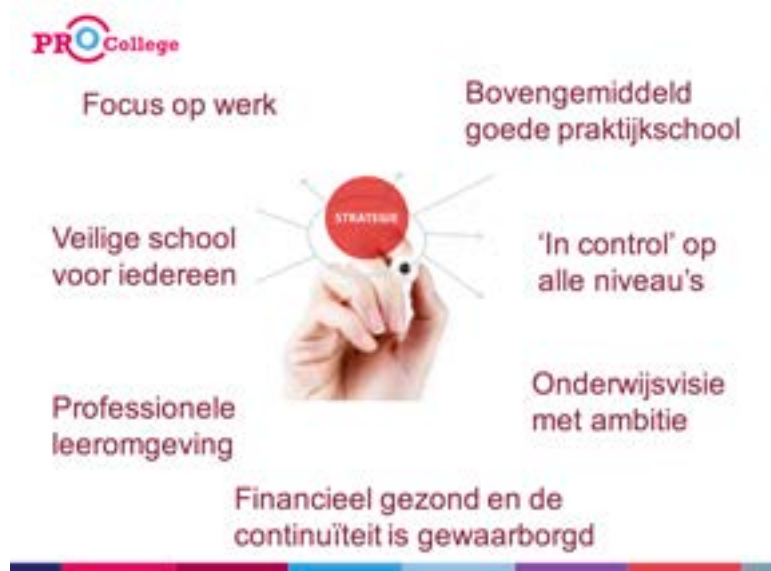 PROCollege
Focus op werk
Bovengemiddeld
goede praktijkschool
STRATEGIE
Veilige school
voor iedereen
'In control' op
alle niveau's
Professionele
leeromgeving
Onderwijsvisie
met ambitie
Financieel gezond en de
continuïteit is gewaarborgd